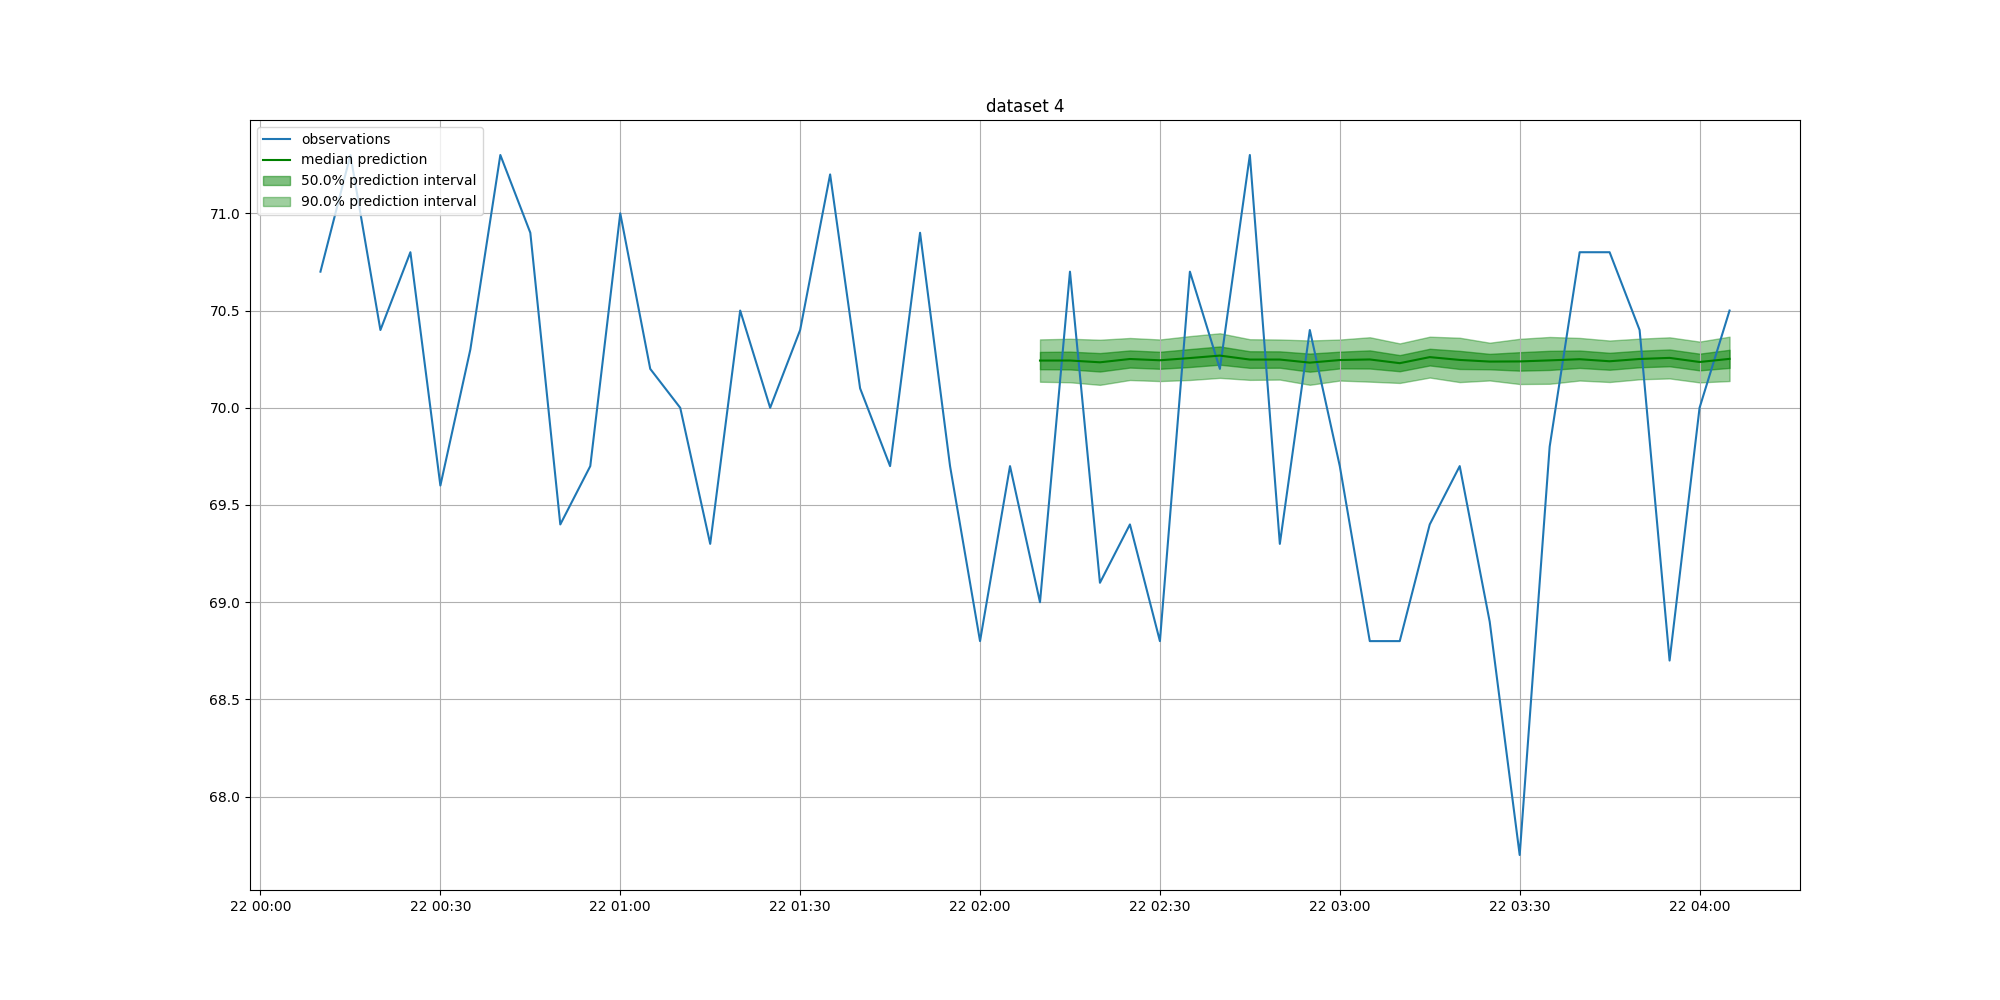 dataset 4
observations
median prediction
50.0% prediction interval
90.0% prediction interval
71.0
70.5
70.0
69.5
69.0
68.5
68.0
22 00:00 22 00:30 22 01:00 22 01:30 22 02:00 22 02:30 22 03:00 22 03:30 22 04:00